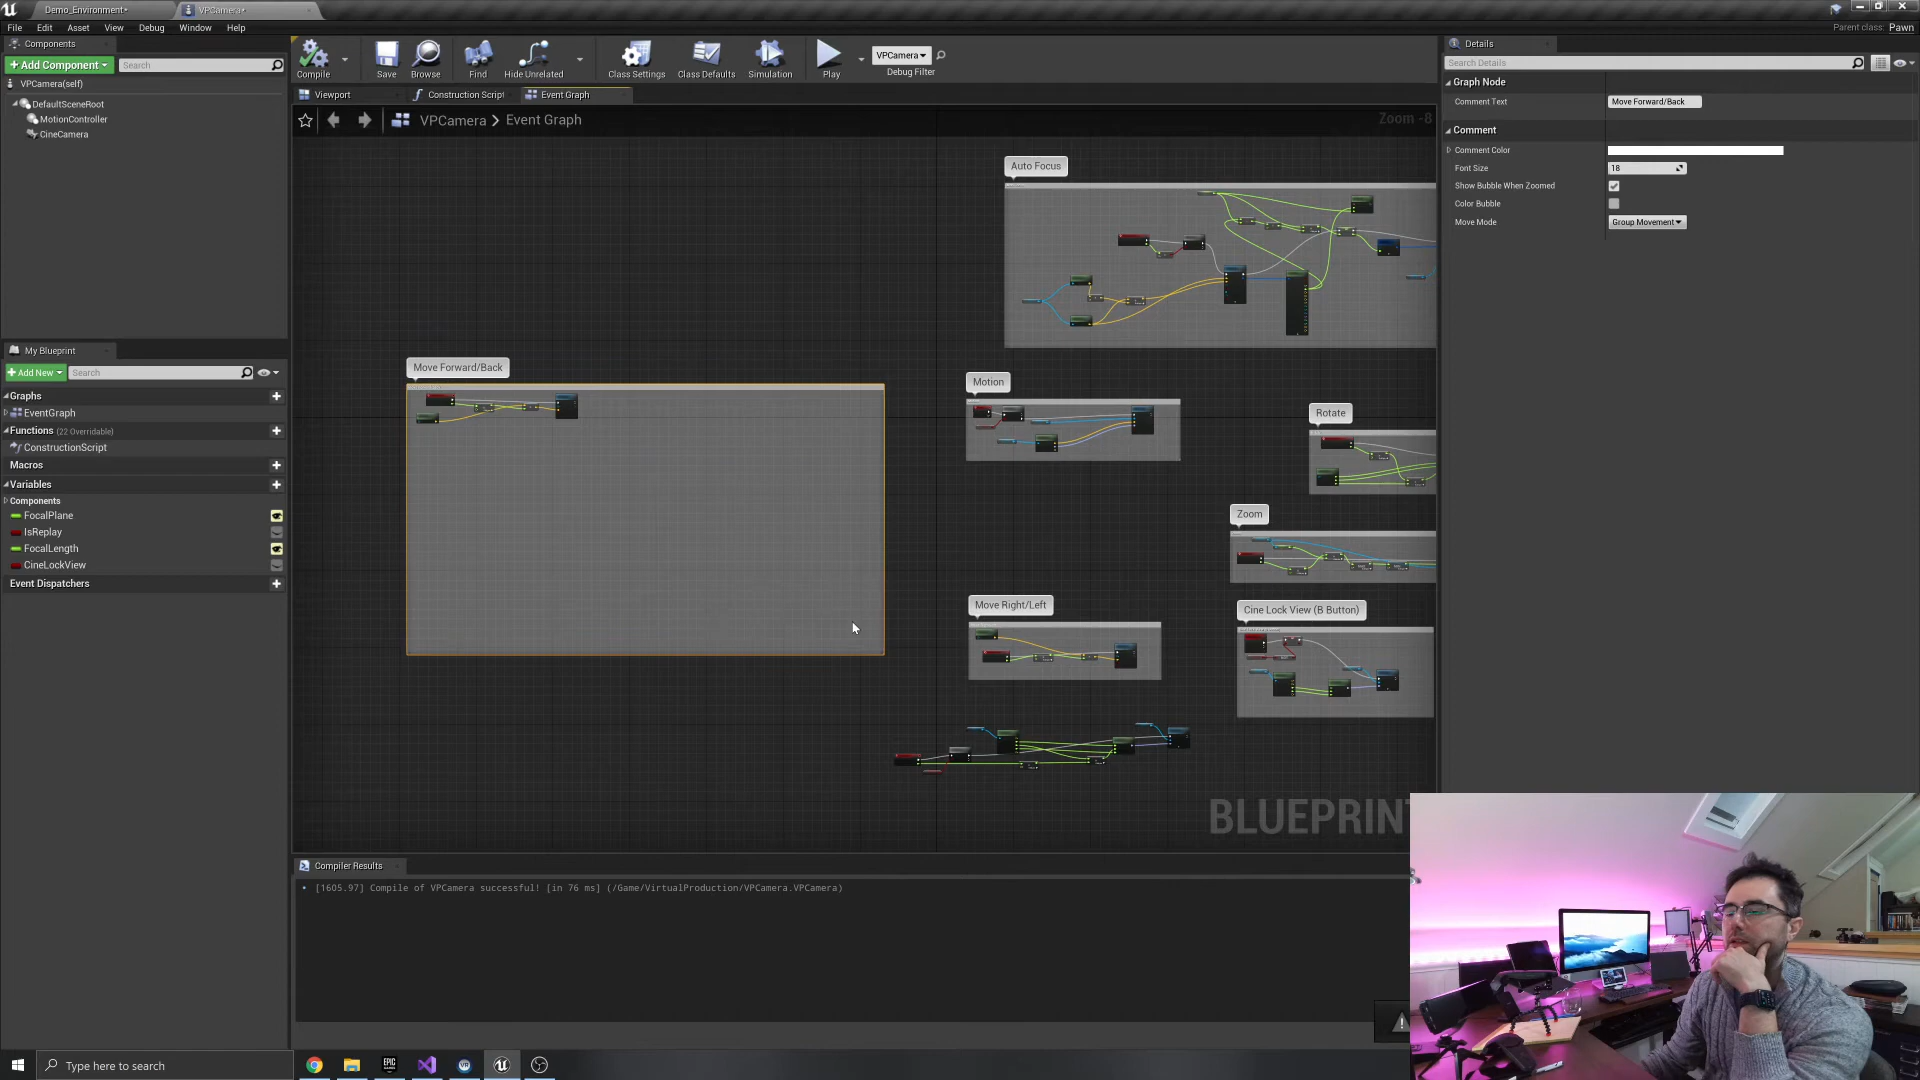 Demo_Environment*
VPCamera*
File Edit Asset View Debug Window Help
Parent class: Pawn
Components
+ Add Component
Search
VPCamera(self)
DefaultSceneRoot
MotionController
CineCamera
Compile
Save
Browse
Find
Hide Unrelated
Class Settings
Class Defaults
Simulation
Play
VPCamera
Debug Filter
Viewport
Construction Script
Event Graph
VPCamera > Event Graph
Zoom -8
Auto Focus
Move Forward/Back
Motion
Rotate
Zoom
Move Right/Left
Cine Lock View (B Button)
BLUEPRINT
My Blueprint
+ Add New
Search
Graphs
EventGraph
Functions (22 Overridable)
ConstructionScript
Macros
Variables
Components
FocalPlane
IsReplay
FocalLength
CineLockView
Event Dispatchers
Compiler Results
[1605.97] Compile of VPCamera successful! [in 76 ms] (/Game/VirtualProduction/VPCamera.VPCamera)
Details
Search Details
Graph Node
Comment Text
Move Forward/Back
Comment
Comment Color
Font Size
18
Show Bubble When Zoomed
Color Bubble
Move Mode
Group Movement
Type here to search